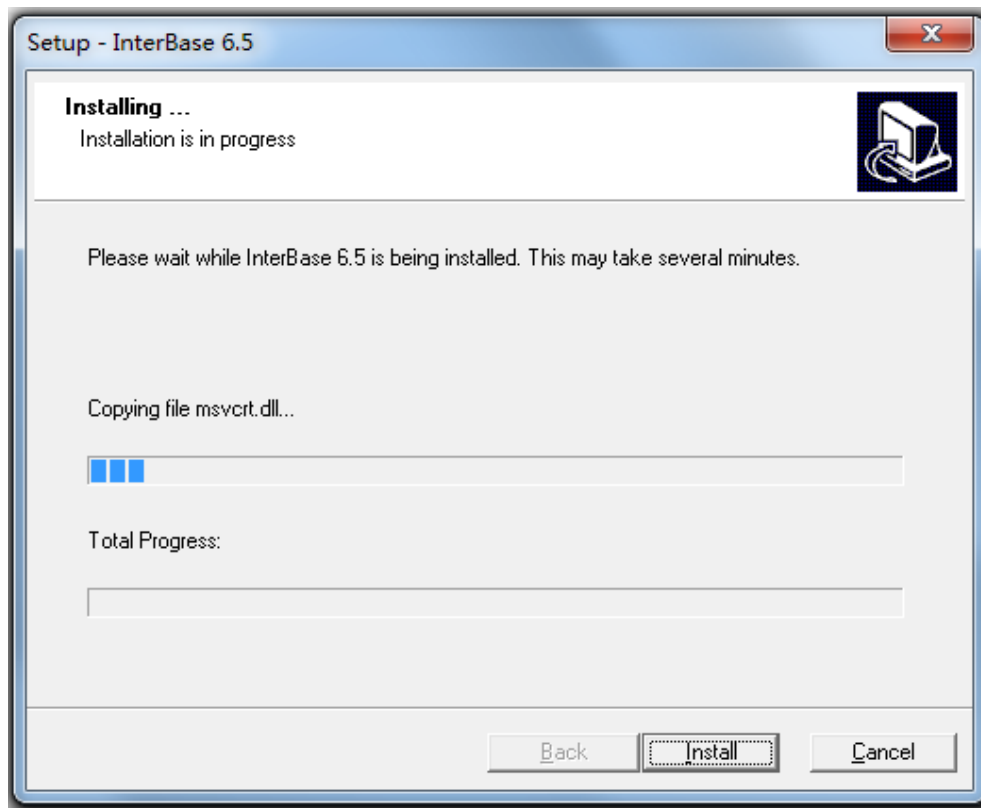 Setup - InterBase 6.5
Installing ...
Installation is in progress
Please wait while InterBase 6.5 is being installed. This may take several minutes.
Copying file msvcrt.dll...
Total Progress:
Back Install Cancel